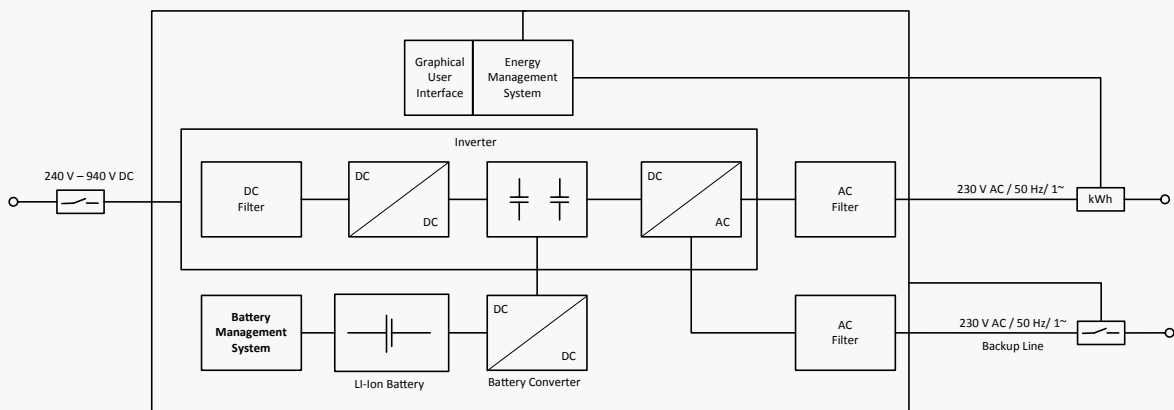 Graphical
User
Interface
Energy
Management
System
Inverter
240 V – 940 V DC
DC
Filter
DC
DC
DC
AC
AC
Filter
230 V AC / 50 Hz/ 1~
kWh
Battery
Management
System
LI-Ion Battery
DC
DC
Battery Converter
AC
Filter
230 V AC / 50 Hz/ 1~
Backup Line